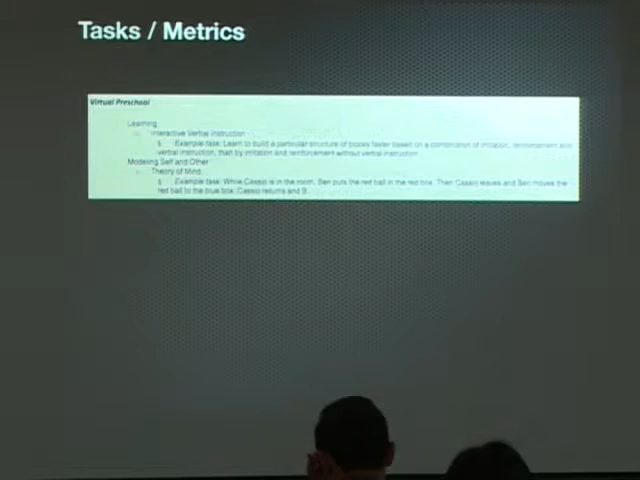 Tasks / Metrics
Virtual Preschool
Learning
Interactive Verbal Instruction
§ Example task: Learn to build a particular structure of blocks faster based on a combination of imitation, reinforcement and
verbal instruction, than by imitation and reinforcement without verbal instruction
Modeling Self and Other
Theory of Mind
§ Example task: While Cassio is in the room, Ben puts the red ball in the red box. Then Cassio leaves and Ben moves the
red ball to the blue box. Cassio returns and B